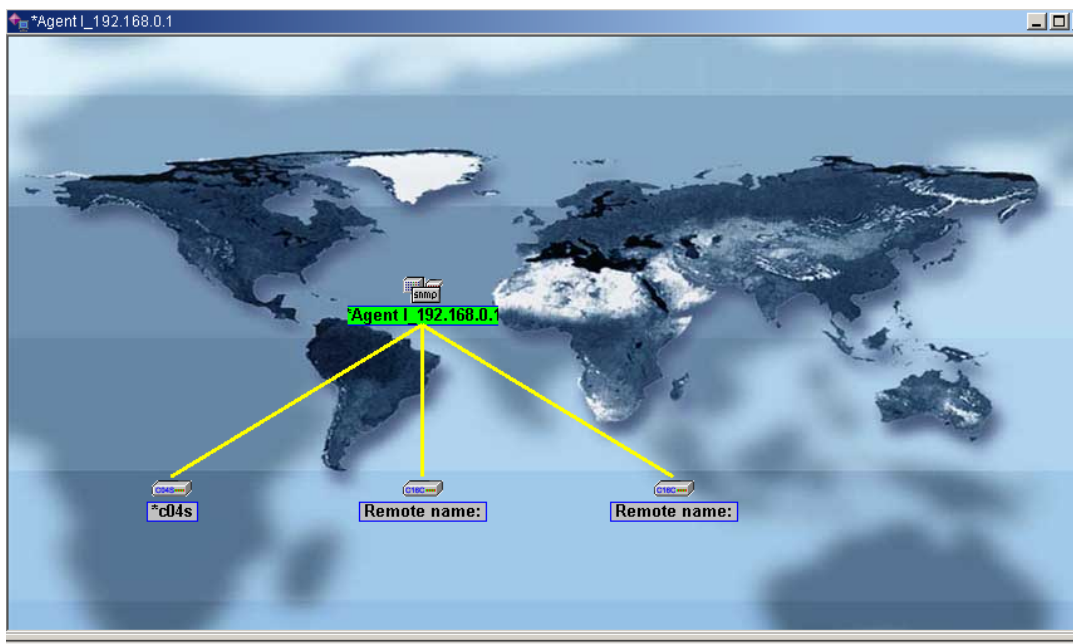 *Agent I_192.168.0.1
snmp
*Agent I_192.168.0.1
C04S
C16C
C16C
*c04s
Remote name:
Remote name: